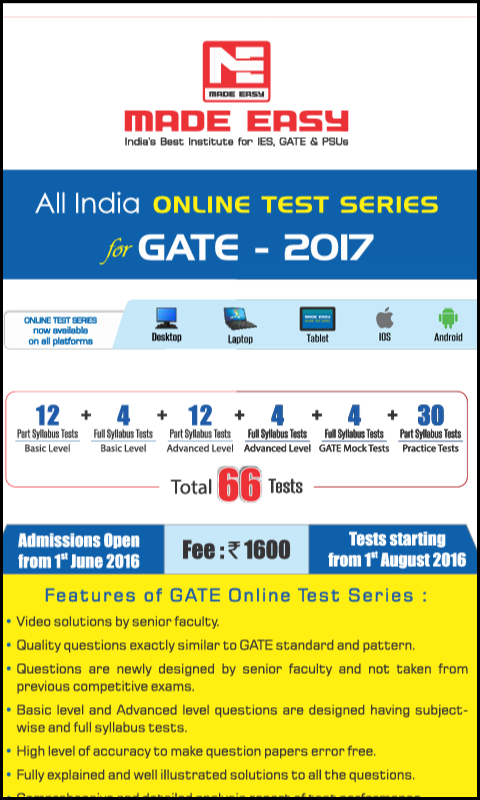 MADE EASY
MADE EASY
India's Best Institute for IES, GATE & PSUs
All India ONLINE TEST SERIES
for GATE - 2017
ONLINE TEST SERIES
now available
on all platforms
Desktop
Laptop
MADE EASY
Tablet
IOS
Android
12 + 4 + 12 + 4 + 4 + 30
Part Syllabus Tests Full Syllabus Tests Part Syllabus Tests Full Syllabus Tests Full Syllabus Tests Part Syllabus Tests
Basic Level Basic Level Advanced Level Advanced Level GATE Mock Tests Practice Tests
Total 66 Tests
Admissions Open
from 1st June 2016
Fee : ₹ 1600
Tests starting
from 1st August 2016
Features of GATE Online Test Series :
• Video solutions by senior faculty.
• Quality questions exactly similar to GATE standard and pattern.
• Questions are newly designed by senior faculty and not taken from
previous competitive exams.
• Basic level and Advanced level questions are designed having subject-
wise and full syllabus tests.
• High level of accuracy to make question papers error free.
• Fully explained and well illustrated solutions to all the questions.
• Comprehensive and detailed analysis report of test performance